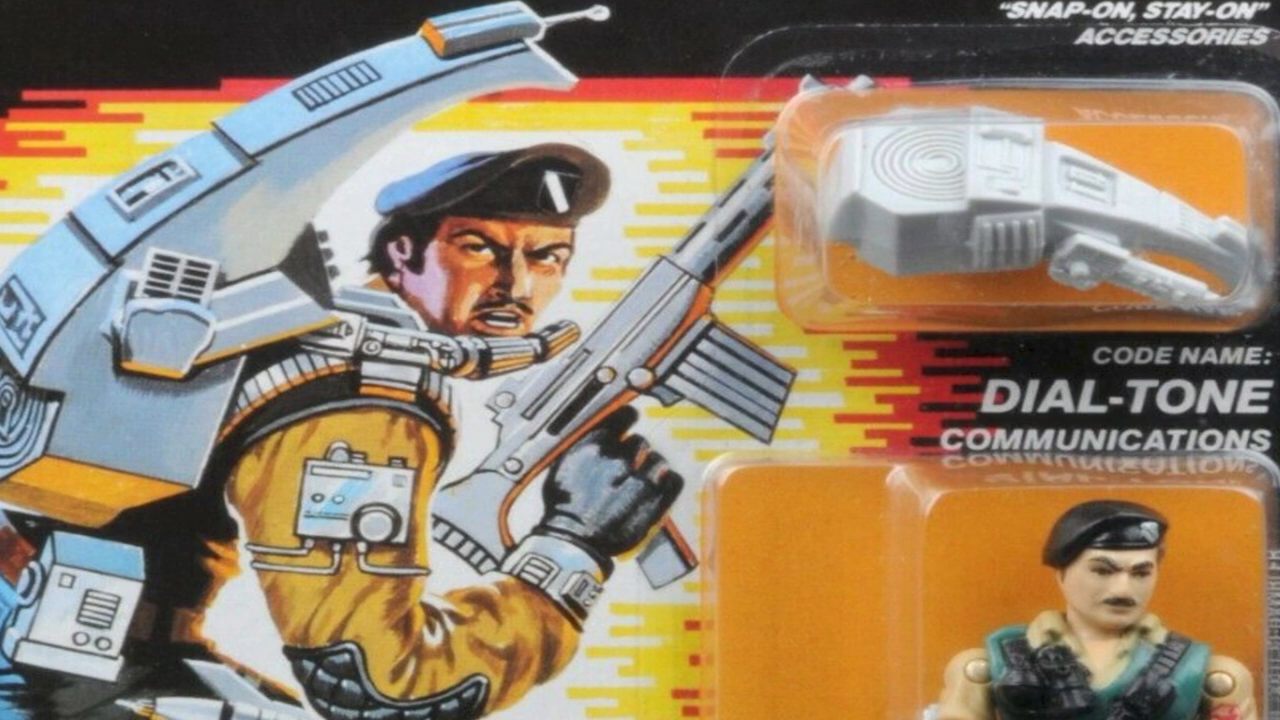 "SNAP-ON, STAY-ON"
ACCESSORIES
CODE NAME:
DIAL-TONE
COMMUNICATIONS